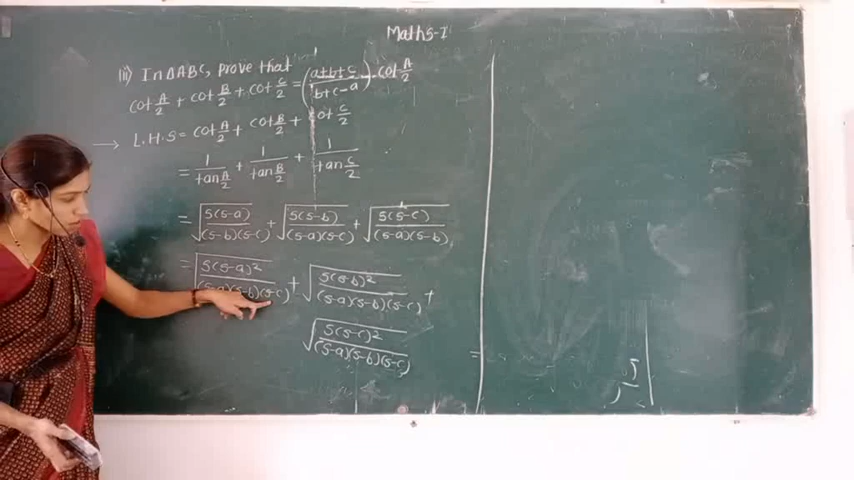 Maths-I
iii) In ΔABC, prove that
cot A/2 + cot B/2 + cot C/2 = (a+b+c / b+c-a) cot A/2
→ L.H.S = cot A/2 + cot B/2 + cot C/2
= 1/tan A/2 + 1/tan B/2 + 1/tan C/2
= √(s(s-a) / (s-b)(s-c)) + √(s(s-b) / (s-a)(s-c)) + √(s(s-c) / (s-a)(s-b))
= √(s(s-a)² / (s-a)(s-b)(s-c)) + √(s(s-b)² / (s-a)(s-b)(s-c)) +
√(s(s-c)² / (s-a)(s-b)(s-c))
=